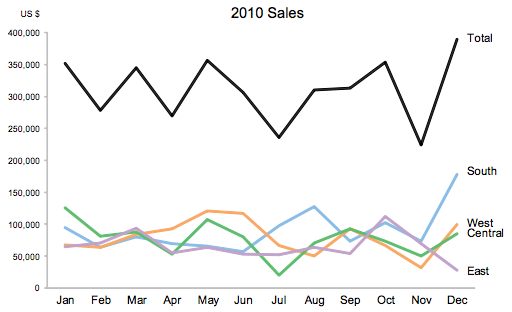 2010 Sales
US $
400,000
350,000
300,000
250,000
200,000
150,000
100,000
50,000
0
Jan Feb Mar Apr May Jun Jul Aug Sep Oct Nov Dec
Total
South
West
Central
East